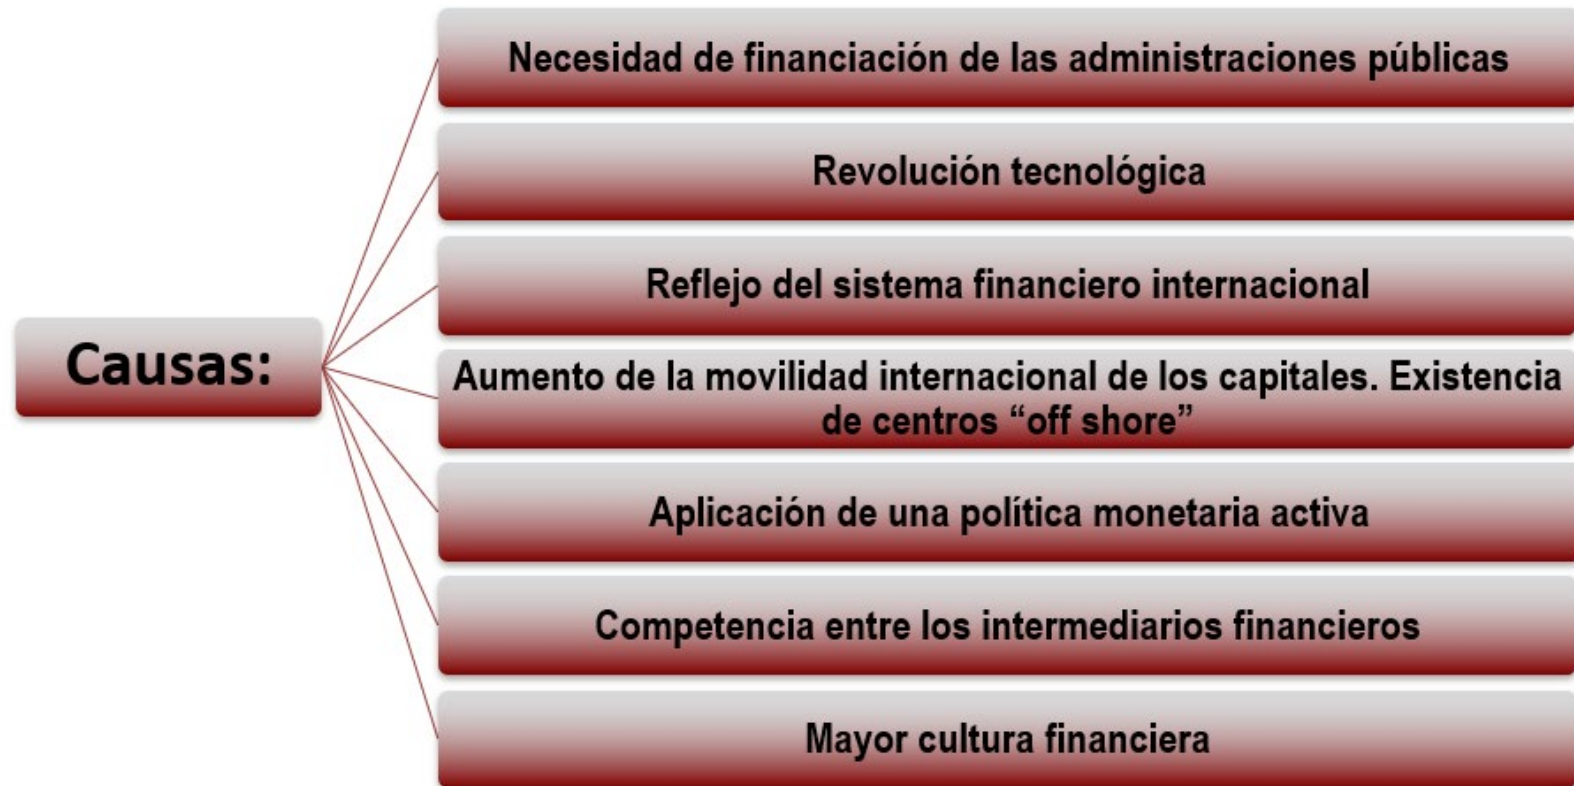 Causas:
Necesidad de financiación de las administraciones públicas
Revolución tecnológica
Reflejo del sistema financiero internacional
Aumento de la movilidad internacional de los capitales. Existencia
de centros “off shore”
Aplicación de una política monetaria activa
Competencia entre los intermediarios financieros
Mayor cultura financiera